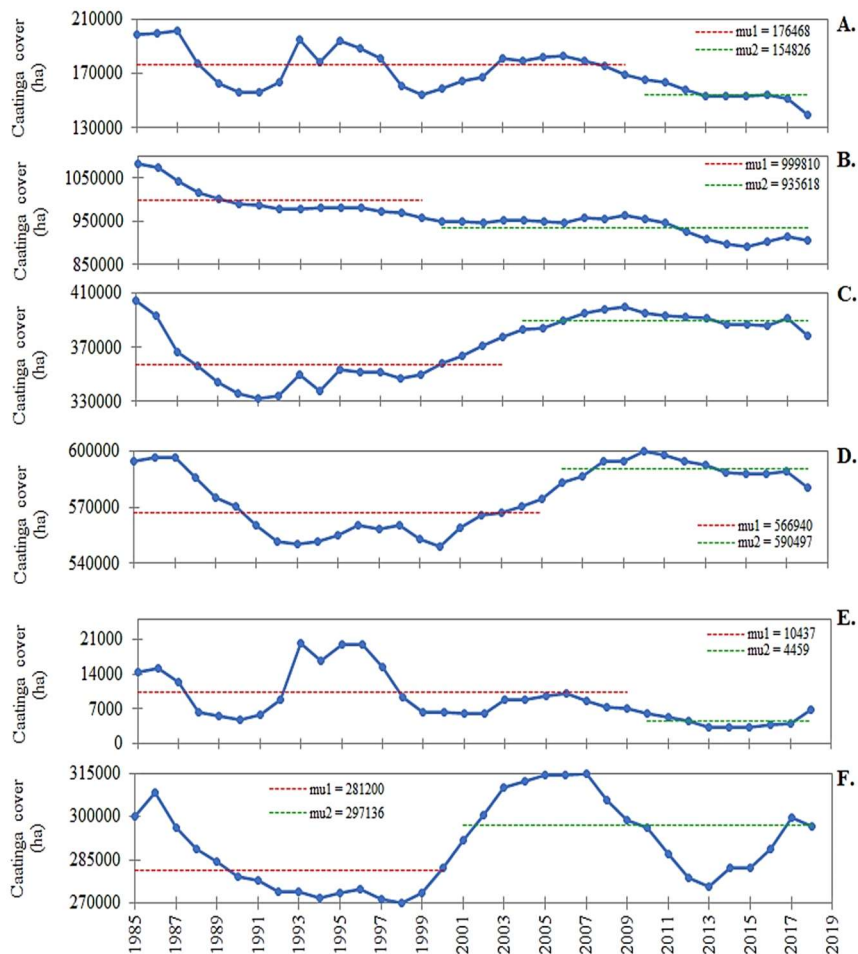 A.
Caatinga cover
(ha)
210000
170000
130000
mu1 = 176468
mu2 = 154826
B.
Caatinga cover
(ha)
1050000
950000
850000
mu1 = 999810
mu2 = 935618
C.
Caatinga cover
(ha)
410000
370000
330000
D.
Caatinga cover
(ha)
600000
570000
540000
mu1 = 566940
mu2 = 590497
E.
Caatinga cover
(ha)
21000
14000
7000
0
mu1 = 10437
mu2 = 4459
F.
Caatinga cover
(ha)
315000
300000
285000
270000
mu1 = 281200
mu2 = 297136
1985
1987
1989
1991
1993
1995
1997
1999
2001
2003
2005
2007
2009
2011
2013
2015
2017
2019